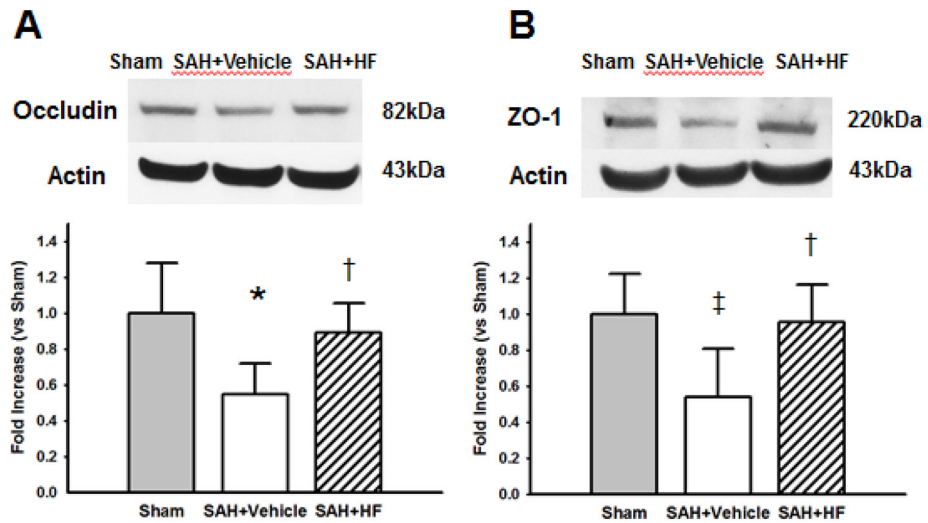 A
Sham SAH+Vehicle SAH+HF
Occludin 82kDa
Actin 43kDa
Fold Increase (vs Sham)
1.4
1.2
1.0
0.8
0.6
0.4
0.2
0.0
*
†
Sham SAH+Vehicle SAH+HF
B
Sham SAH+Vehicle SAH+HF
ZO-1 220kDa
Actin 43kDa
Fold Increase (vs Sham)
1.4
1.2
1.0
0.8
0.6
0.4
0.2
0.0
‡
†
Sham SAH+Vehicle SAH+HF